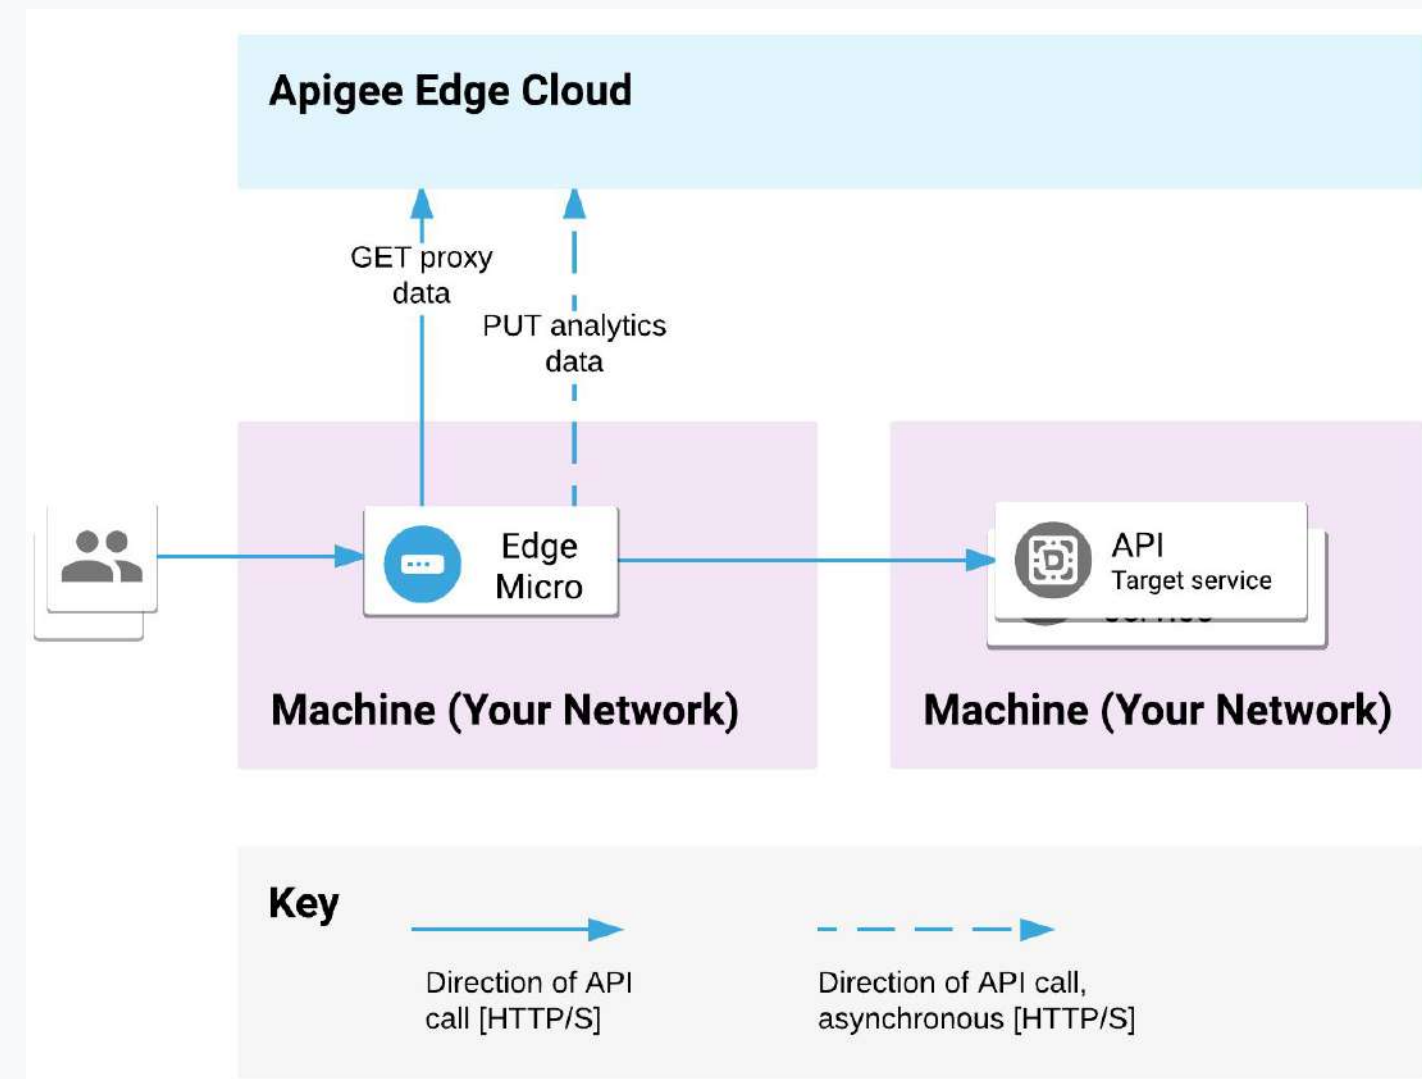 Apigee Edge Cloud
GET proxy
data
PUT analytics
data
Edge
Micro
API
Target service
Machine (Your Network)
Machine (Your Network)
Key
Direction of API
call [HTTP/S]
Direction of API call,
asynchronous [HTTP/S]